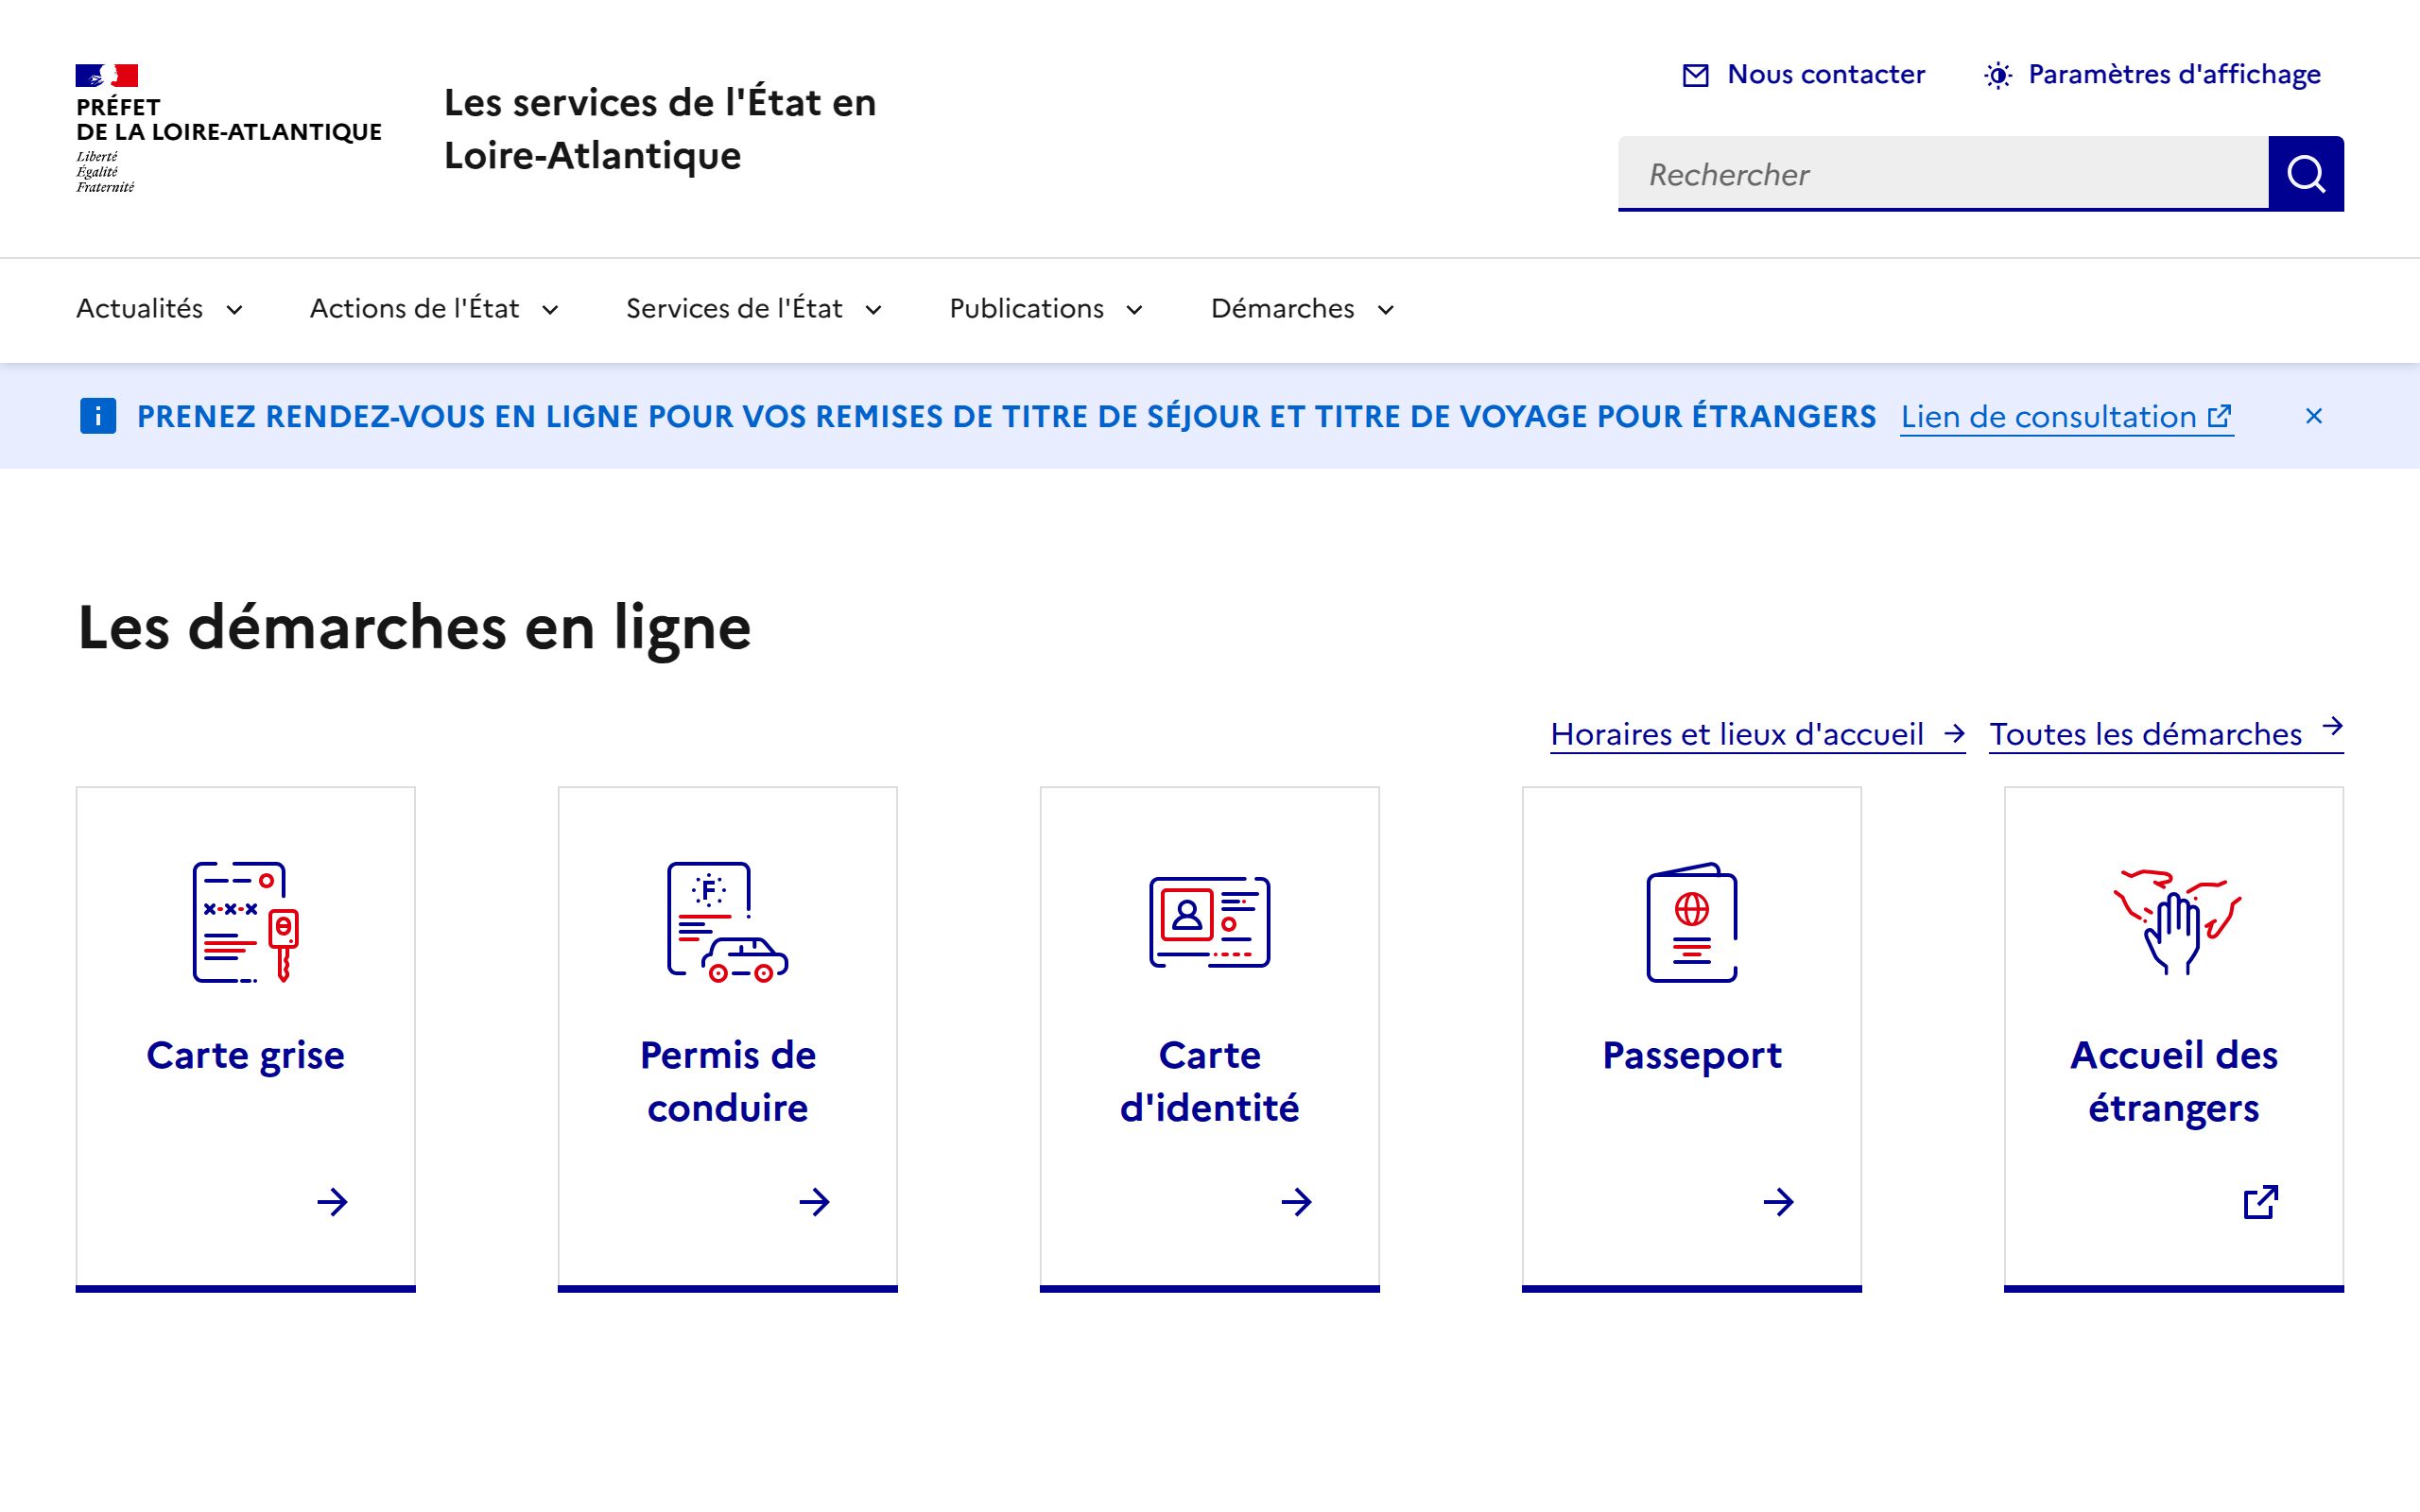 PRÉFET
DE LA LOIRE-ATLANTIQUE
Liberté
Égalité
Fraternité
Les services de l'État en
Loire-Atlantique
Nous contacter
Paramètres d'affichage
Rechercher
Actualités
Actions de l'État
Services de l'État
Publications
Démarches
PRENEZ RENDEZ-VOUS EN LIGNE POUR VOS REMISES DE TITRE DE SÉJOUR ET TITRE DE VOYAGE POUR ÉTRANGERS Lien de consultation
Les démarches en ligne
Horaires et lieux d'accueil
Toutes les démarches
F
Carte grise
Permis de
conduire
Carte
d'identité
Passeport
Accueil des
étrangers